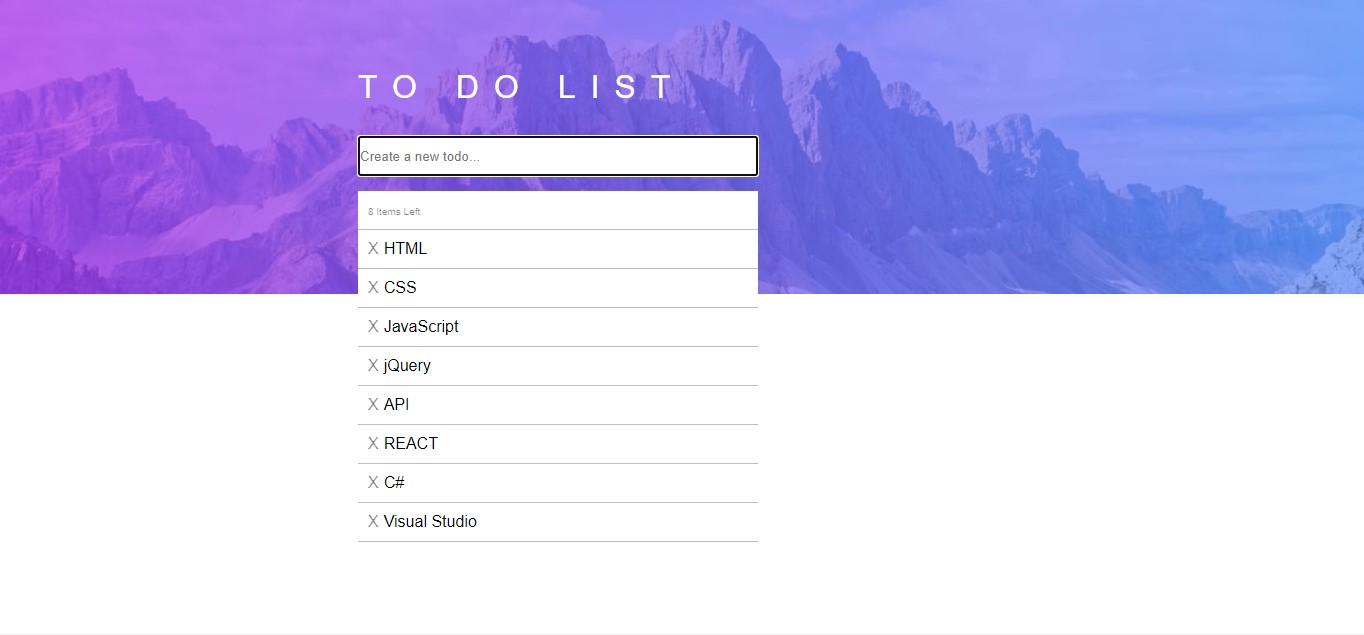 TO DO LIST
Create a new todo...
8 Items Left
X HTML
X CSS
X JavaScript
X jQuery
X API
X REACT
X C#
X Visual Studio